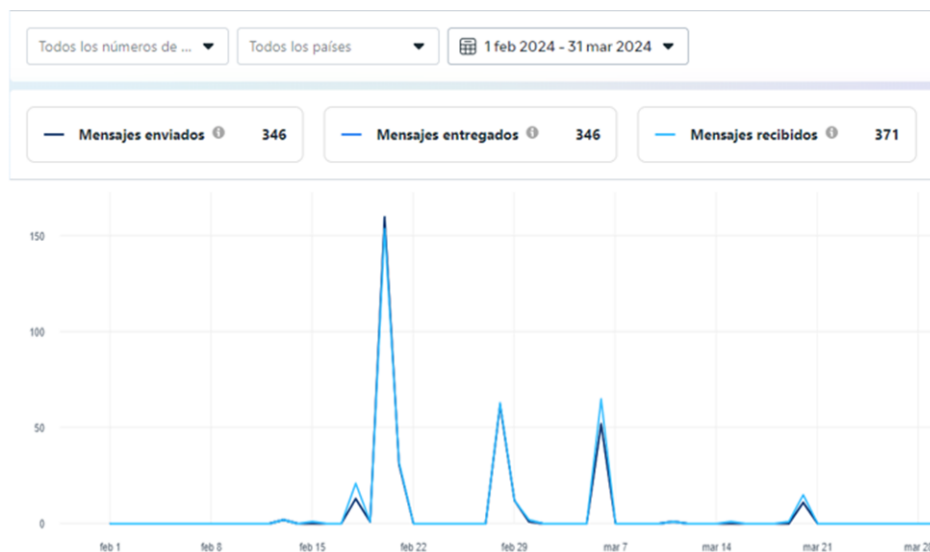 Todos los números de ... Todos los países 1 feb 2024 - 31 mar 2024
Mensajes enviados 346 Mensajes entregados 346 Mensajes recibidos 371
150
100
50
0
feb 1 feb 8 feb 15 feb 22 feb 29 mar 7 mar 14 mar 21 mar 28